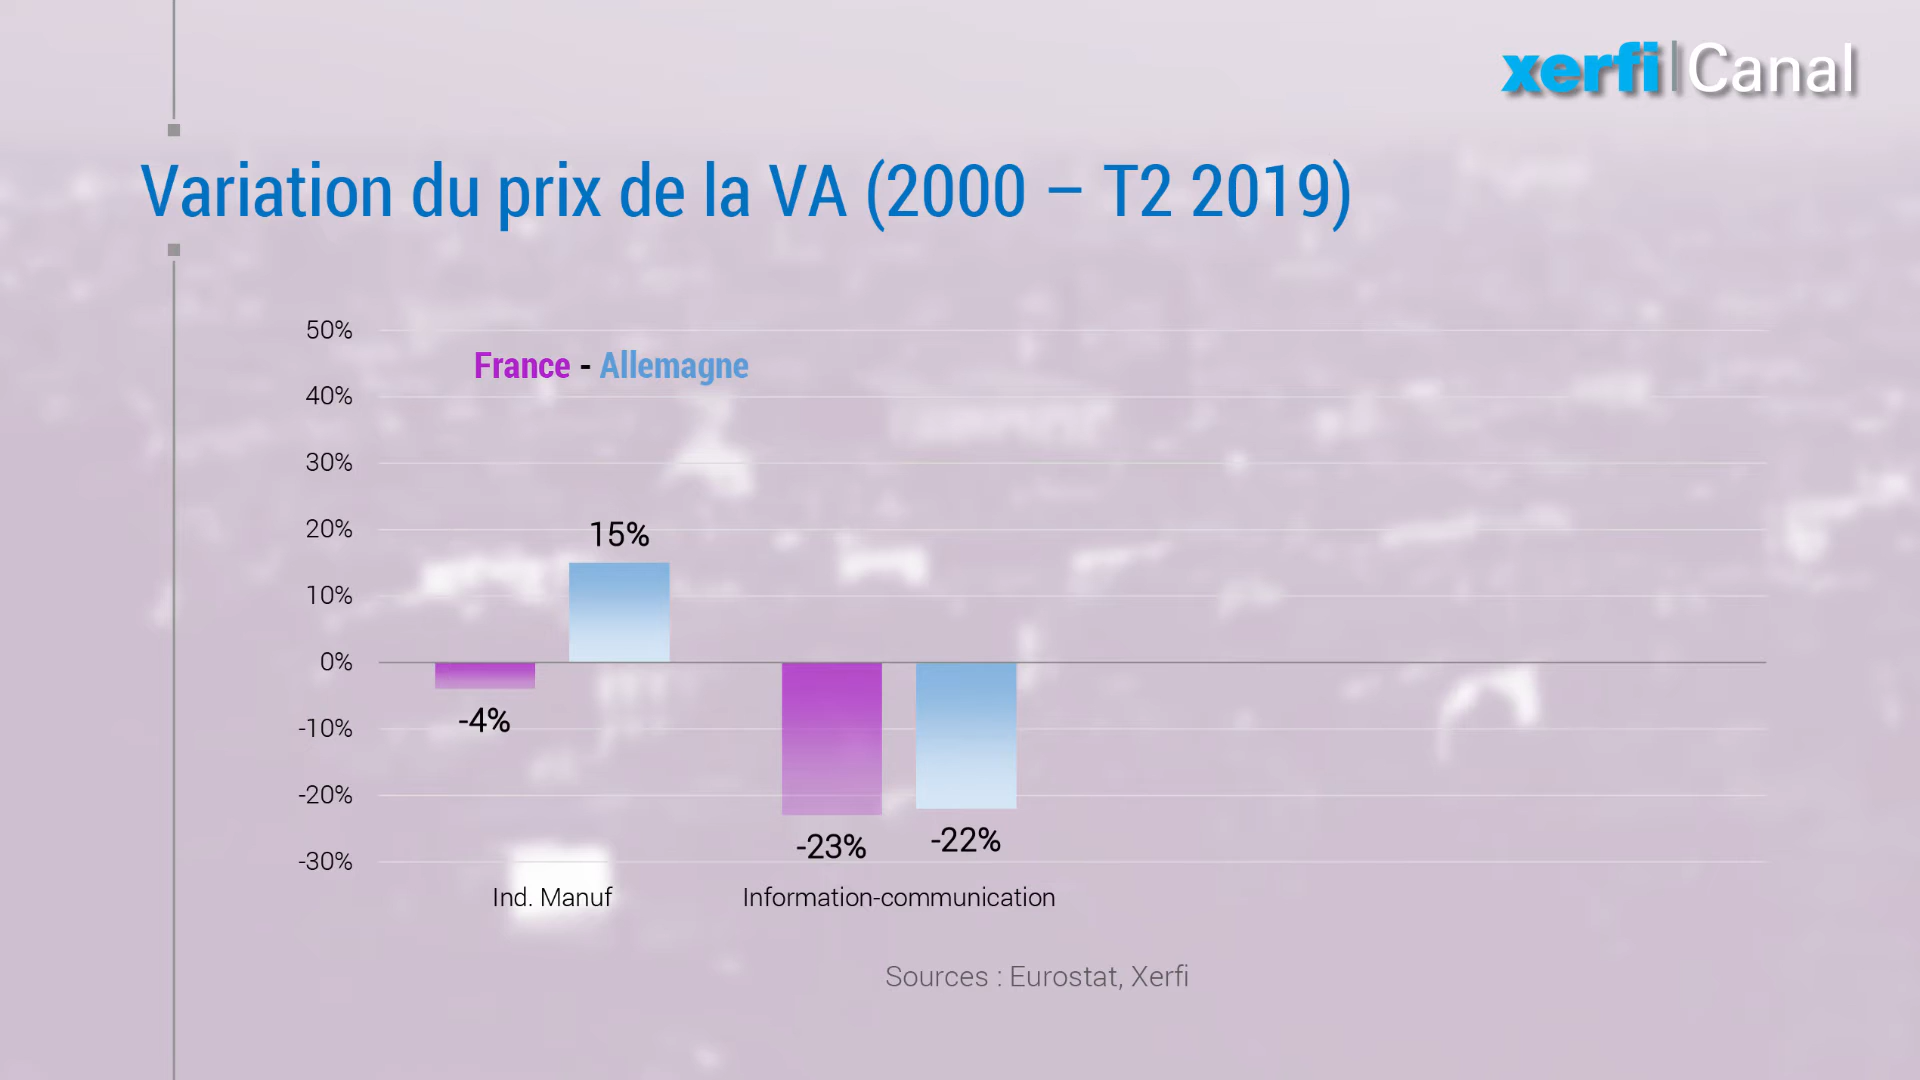 xerfi Canal
Variation du prix de la VA (2000 – T2 2019)
50%
France - Allemagne
40%
30%
20%
15%
10%
0%
-4%
-10%
-20%
-23%
-22%
-30%
Ind. Manuf
Information-communication
Sources : Eurostat, Xerfi